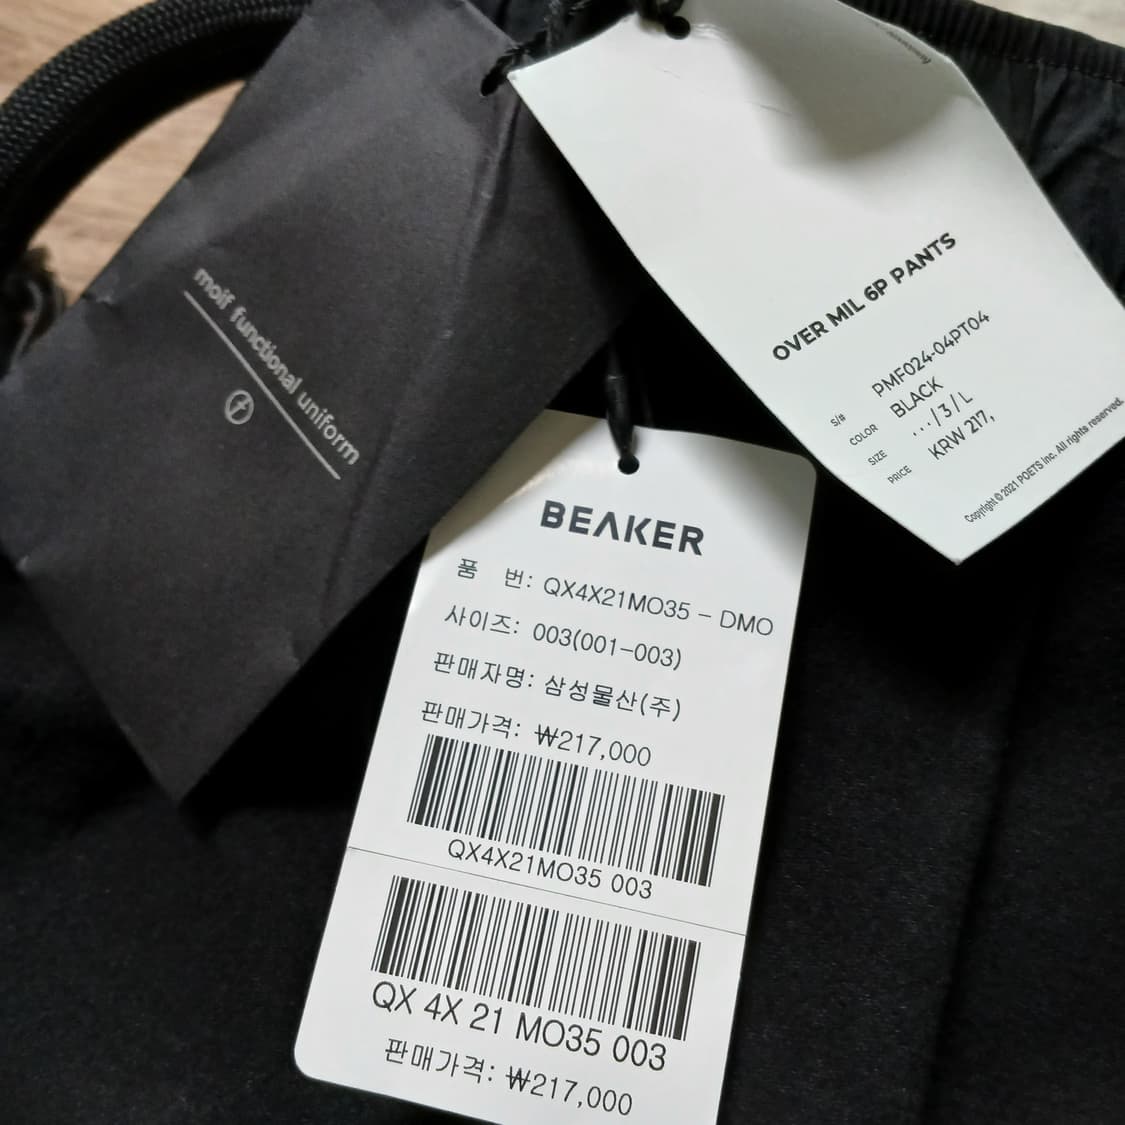 moif functional uniform
f
OVER MIL 6P PANTS
S/# PMF024-04PT04
COLOR BLACK
SIZE .../3/L
PRICE KRW 217,
Copyright © 2021 POETS Inc. All rights reserved.
BEAKER
품 번: QX4X21MO35 - DMO
사이즈: 003(001-003)
판매자명: 삼성물산(주)
판매가격: ₩217,000
QX4X21MO35 003
QX 4X 21 MO35 003
판매가격: ₩217,000